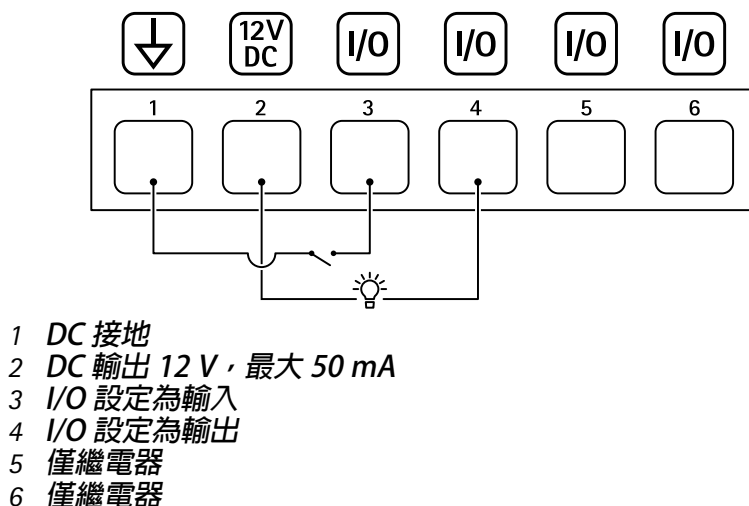 12V
DC
I/O
I/O
I/O
I/O
1 2 3 4 5 6
1 DC 接地
2 DC 輸出 12 V，最大 50 mA
3 I/O 設定為輸入
4 I/O 設定為輸出
5 僅繼電器
6 僅繼電器